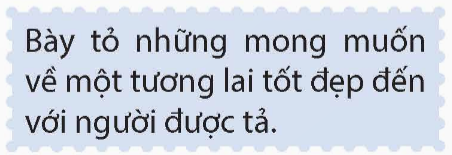 Bày tỏ những mong muốn
về một tương lai tốt đẹp đến
với người được tả.